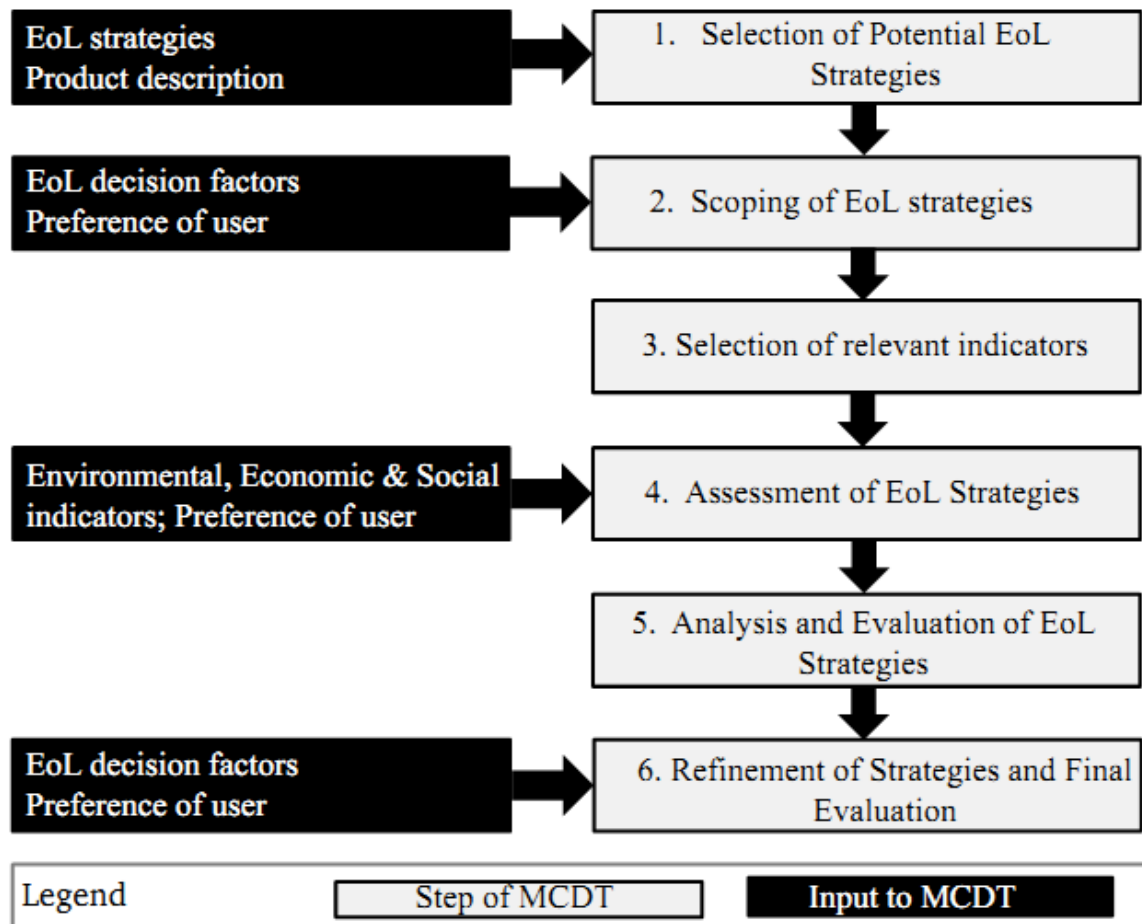 EoL strategies
Product description
1. Selection of Potential EoL
Strategies
EoL decision factors
Preference of user
2. Scoping of EoL strategies
3. Selection of relevant indicators
Environmental, Economic & Social
indicators; Preference of user
4. Assessment of EoL Strategies
5. Analysis and Evaluation of EoL
Strategies
EoL decision factors
Preference of user
6. Refinement of Strategies and Final
Evaluation
Legend
Step of MCDT
Input to MCDT